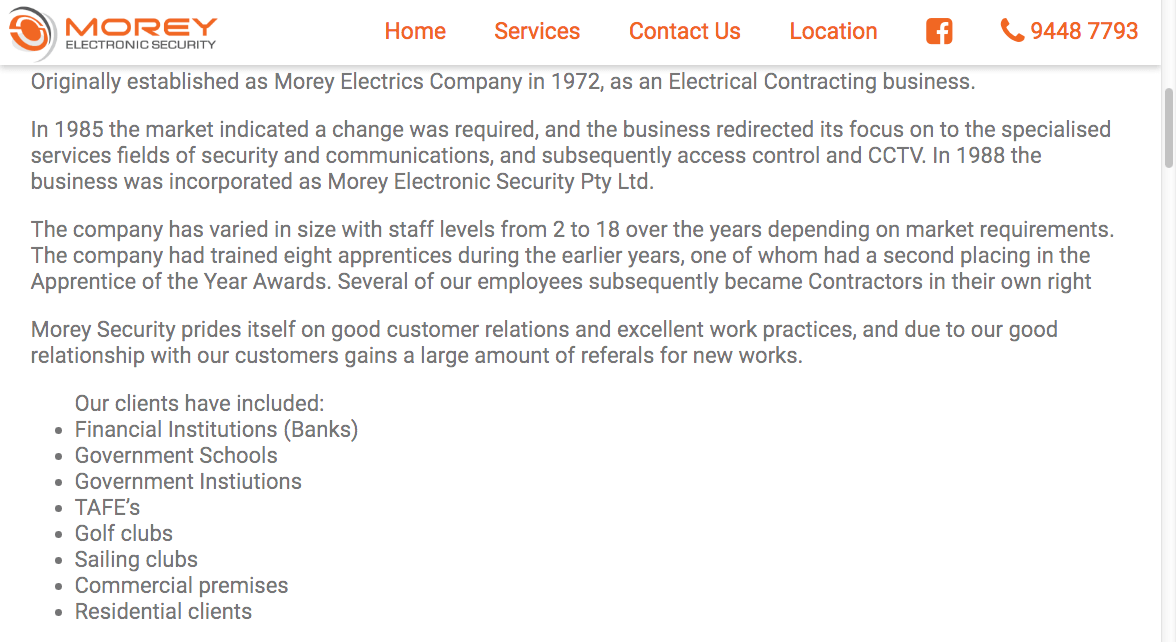 MOREY
ELECTRONIC SECURITY
Home Services Contact Us Location 9448 7793
Originally established as Morey Electrics Company in 1972, as an Electrical Contracting business.
In 1985 the market indicated a change was required, and the business redirected its focus on to the specialised
services fields of security and communications, and subsequently access control and CCTV. In 1988 the
business was incorporated as Morey Electronic Security Pty Ltd.
The company has varied in size with staff levels from 2 to 18 over the years depending on market requirements.
The company had trained eight apprentices during the earlier years, one of whom had a second placing in the
Apprentice of the Year Awards. Several of our employees subsequently became Contractors in their own right
Morey Security prides itself on good customer relations and excellent work practices, and due to our good
relationship with our customers gains a large amount of referals for new works.
Our clients have included:
• Financial Institutions (Banks)
• Government Schools
• Government Instiutions
• TAFE’s
• Golf clubs
• Sailing clubs
• Commercial premises
• Residential clients